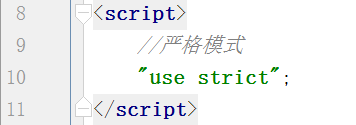 8 <script>
9 //严格模式
10 "use strict";
11 </script>